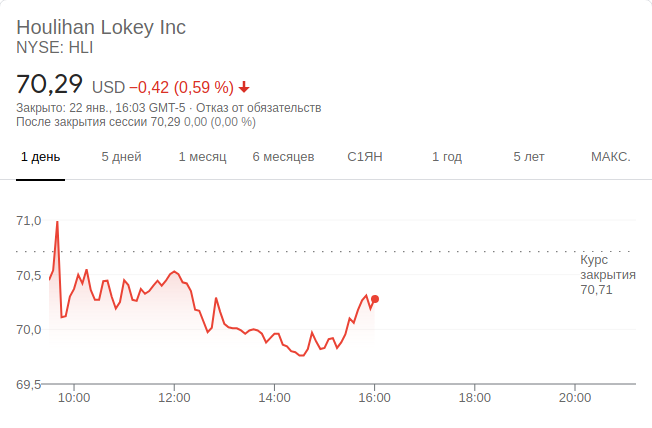 Houlihan Lokey Inc
NYSE: HLI
70,29 USD −0,42 (0,59 %)
Закрыто: 22 янв., 16:03 GMT-5 · Отказ от обязательств
После закрытия сессии 70,29 0,00 (0,00 %)
1 день 5 дней 1 месяц 6 месяцев С1ЯН 1 год 5 лет МАКС.
71,0
Курс
закрытия
70,71
70,5
70,0
69,5
10:00 12:00 14:00 16:00 18:00 20:00